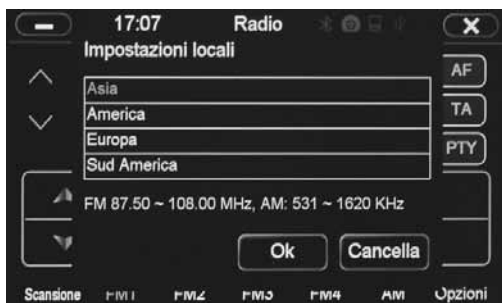 17:07 Radio
Impostazioni locali
AF
Asia
America
TA
Europa
PTY
Sud America
FM 87.50 ~ 108.00 MHz, AM: 531 ~ 1620 KHz
Ok Cancella
Scansione FM1 FM2 FM3 FM4 AM Opzioni